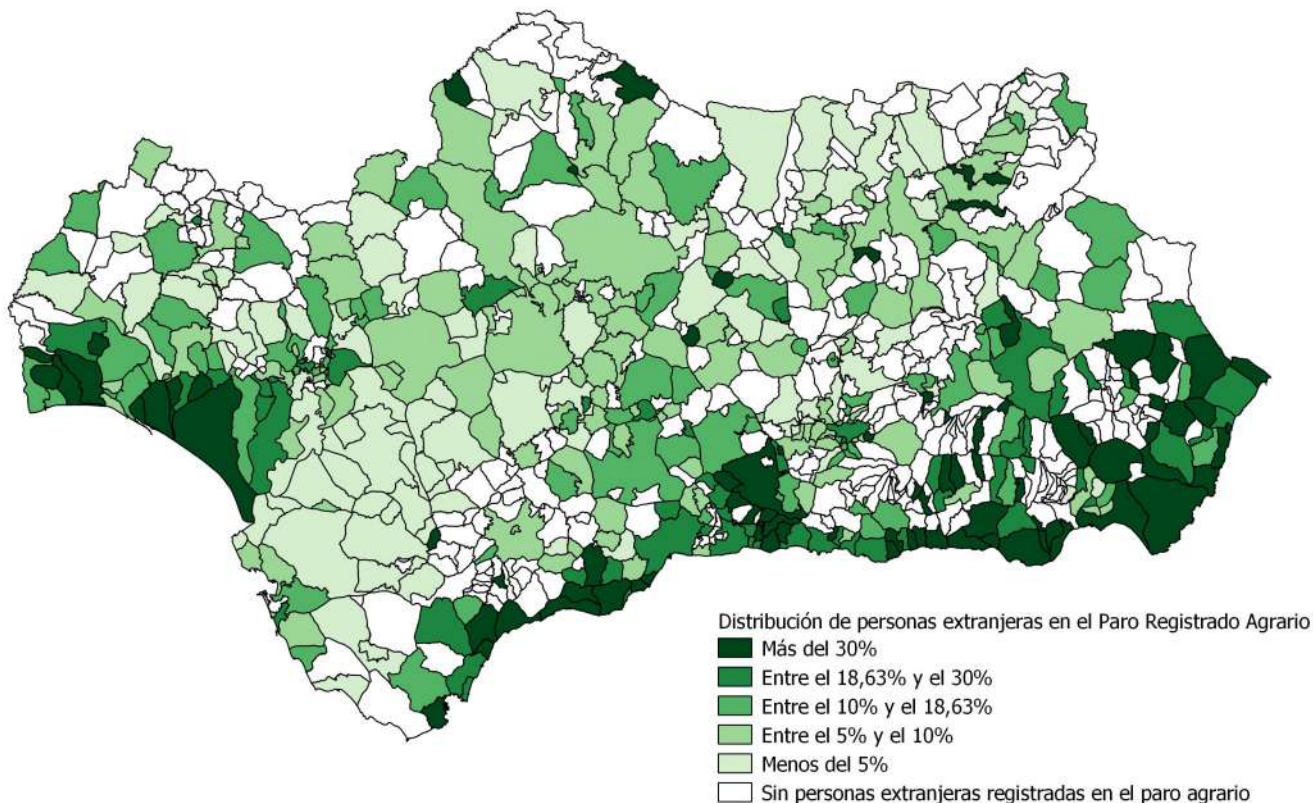 Distribución de personas extranjeras en el Paro Registrado Agrario
Más del 30%
Entre el 18,63% y el 30%
Entre el 10% y el 18,63%
Entre el 5% y el 10%
Menos del 5%
Sin personas extranjeras registradas en el paro agrario